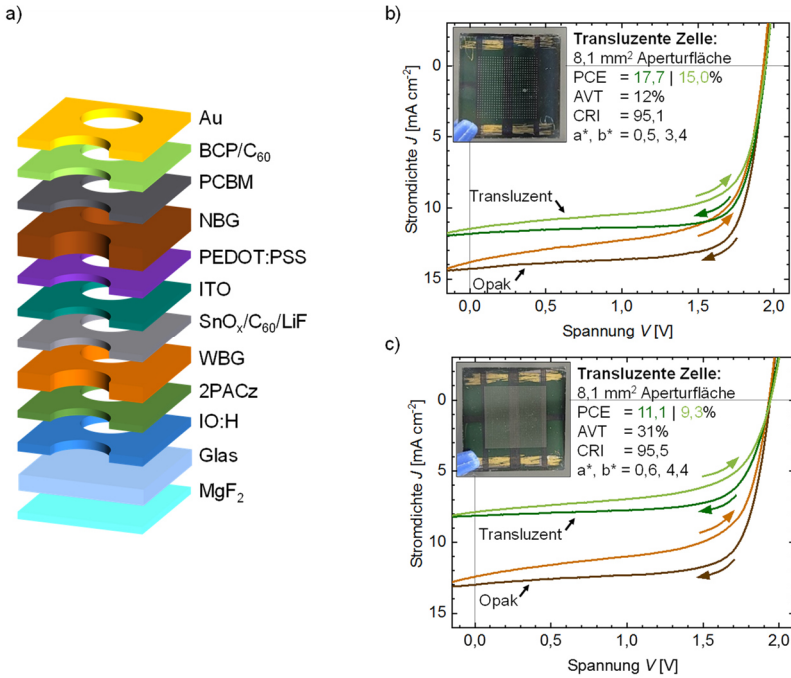 a)
Au
BCP/C₆₀
PCBM
NBG
PEDOT:PSS
ITO
SnOₓ/C₆₀/LiF
WBG
2PACz
IO:H
Glas
MgF₂
b)
Transluzente Zelle:
8,1 mm² Aperturfläche
PCE = 17,7 | 15,0%
AVT = 12%
CRI = 95,1
a*, b* = 0,5, 3,4
Transluzent
Opak
0
5
10
15
Stromdichte J [mA cm⁻²]
0,0 0,5 1,0 1,5 2,0
Spannung V [V]
c)
Transluzente Zelle:
8,1 mm² Aperturfläche
PCE = 11,1 | 9,3%
AVT = 31%
CRI = 95,5
a*, b* = 0,6, 4,4
Transluzent
Opak
0
5
10
15
Stromdichte J [mA cm⁻²]
0,0 0,5 1,0 1,5 2,0
Spannung V [V]